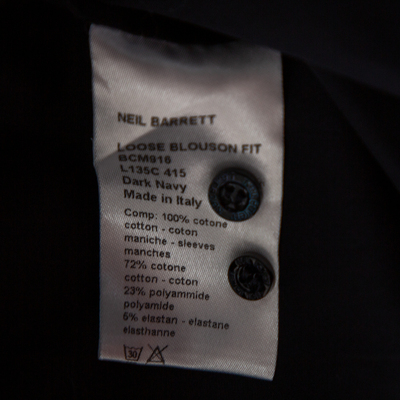 NEIL BARRETT
LOOSE BLOUSON FIT
BCM916
L135C 415
Dark Navy
Made in Italy
Comp: 100% cotone
cotton - coton
maniche - sleeves
manches
72% cotone
cotton - coton
23% polyammide
polyamide
5% elastan - elastane
elasthanne
30